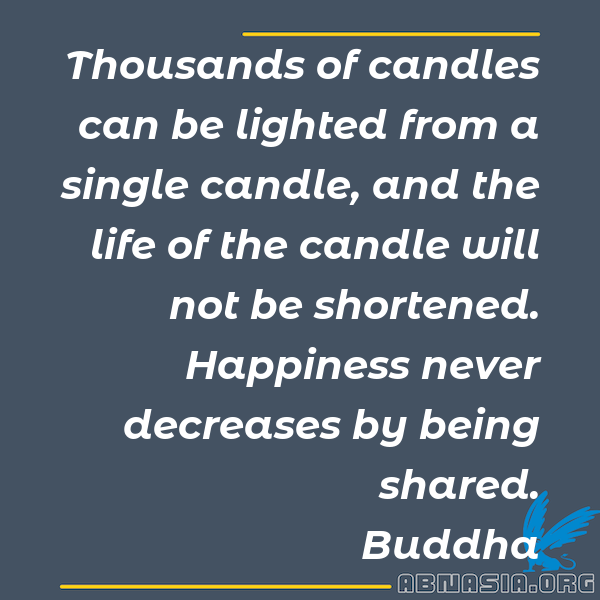 Thousands of candles
can be lighted from a
single candle, and the
life of the candle will
not be shortened.
Happiness never
decreases by being
shared.
Buddha
ABNASIA.ORG